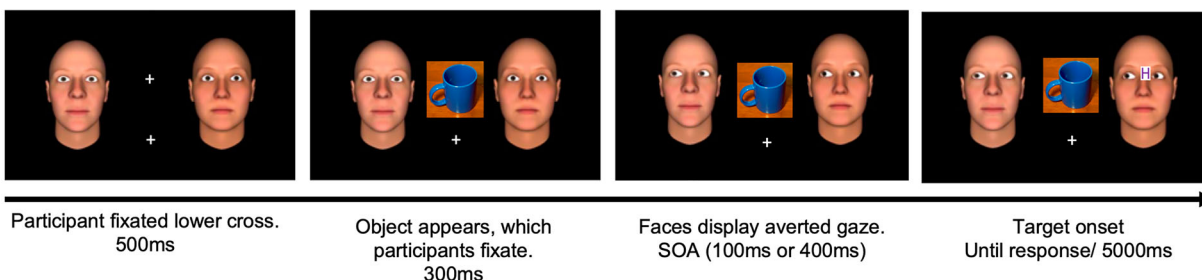 H
Participant fixated lower cross.
500ms
Object appears, which
participants fixate.
300ms
Faces display averted gaze.
SOA (100ms or 400ms)
Target onset
Until response/ 5000ms